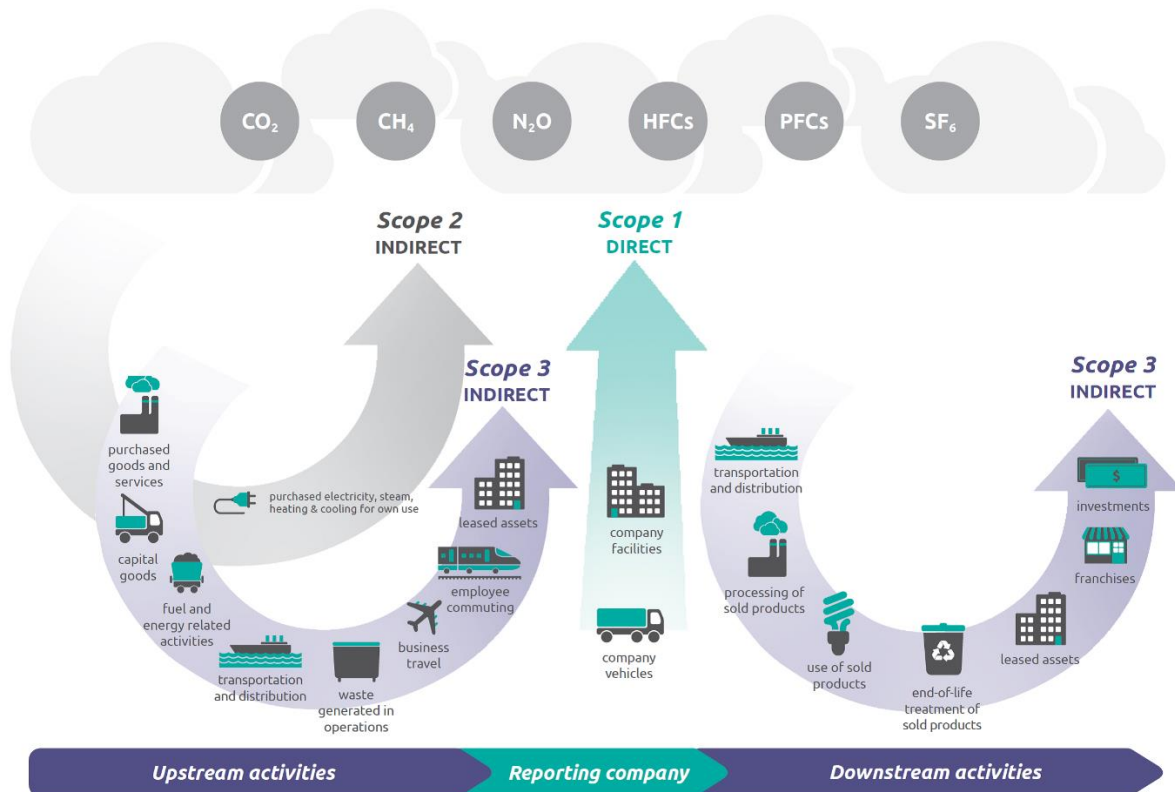 CO₂
CH₄
N₂O
HFCs
PFCs
SF₆
Scope 2
INDIRECT
Scope 1
DIRECT
Scope 3
INDIRECT
Scope 3
INDIRECT
purchased
goods and
services
capital
goods
fuel and
energy related
activities
transportation
and distribution
waste
generated in
operations
business
travel
employee
commuting
leased assets
purchased electricity, steam,
heating & cooling for own use
company
facilities
company
vehicles
transportation
and distribution
processing of
sold products
use of sold
products
end-of-life
treatment of
sold products
leased assets
franchises
$
investments
Upstream activities
Reporting company
Downstream activities